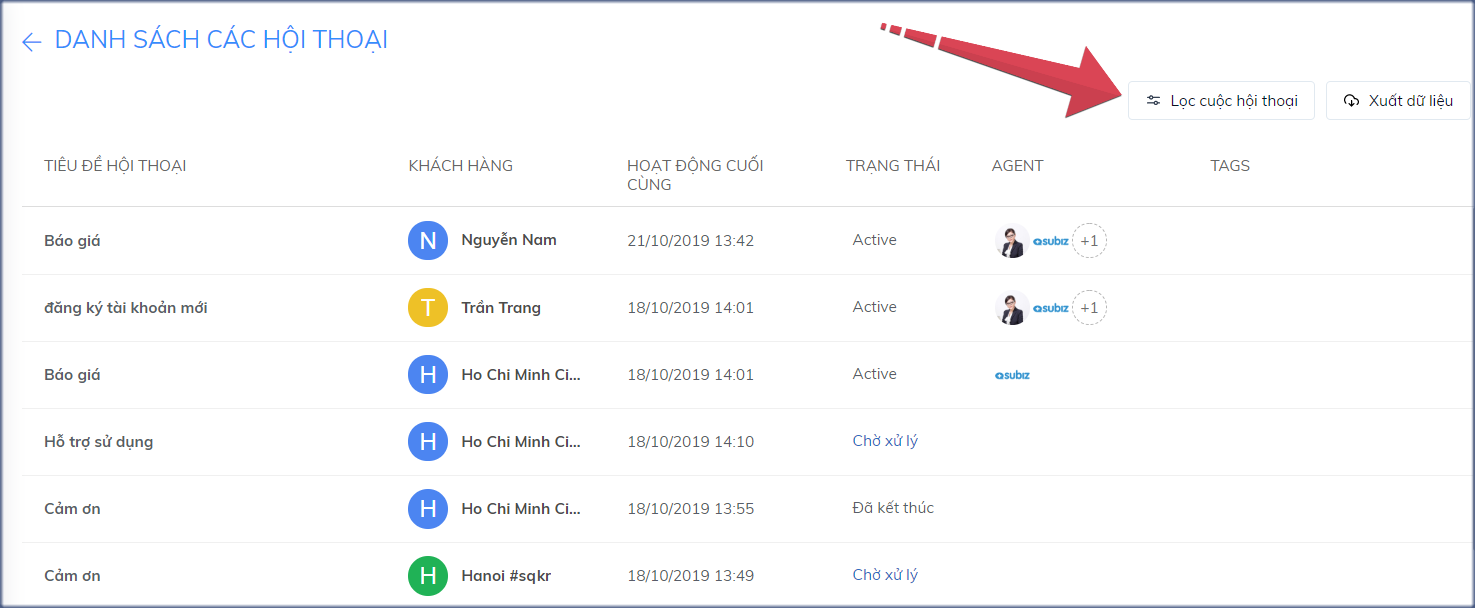 ← DANH SÁCH CÁC HỘI THOẠI
Lọc cuộc hội thoại Xuất dữ liệu
TIÊU ĐỀ HỘI THOẠI KHÁCH HÀNG HOẠT ĐỘNG CUỐI CÙNG TRẠNG THÁI AGENT TAGS
Báo giá N Nguyễn Nam 21/10/2019 13:42 Active subiz +1
đăng ký tài khoản mới T Trần Trang 18/10/2019 14:01 Active subiz +1
Báo giá H Ho Chi Minh Ci... 18/10/2019 14:01 Active subiz
Hỗ trợ sử dụng H Ho Chi Minh Ci... 18/10/2019 14:10 Chờ xử lý
Cảm ơn H Ho Chi Minh Ci... 18/10/2019 13:55 Đã kết thúc
Cảm ơn H Hanoi #sqkr 18/10/2019 13:49 Chờ xử lý